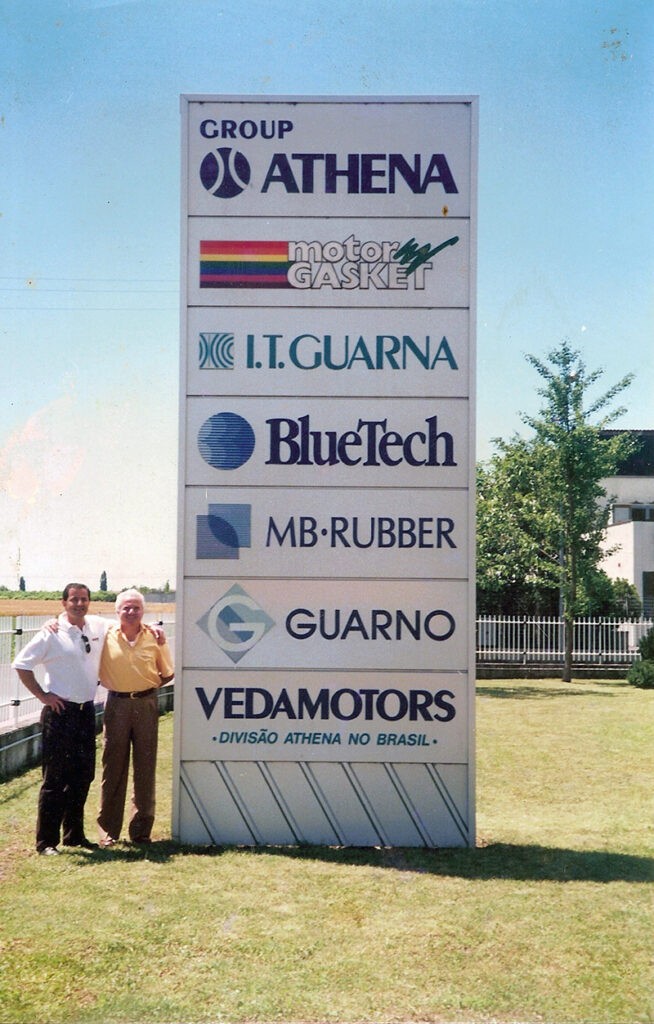 GROUP
ATHENA
motor
GASKET
I.T. GUARNA
BlueTech
MB·RUBBER
GUARNO
VEDAMOTORS
·DIVISÃO ATHENA NO BRASIL·